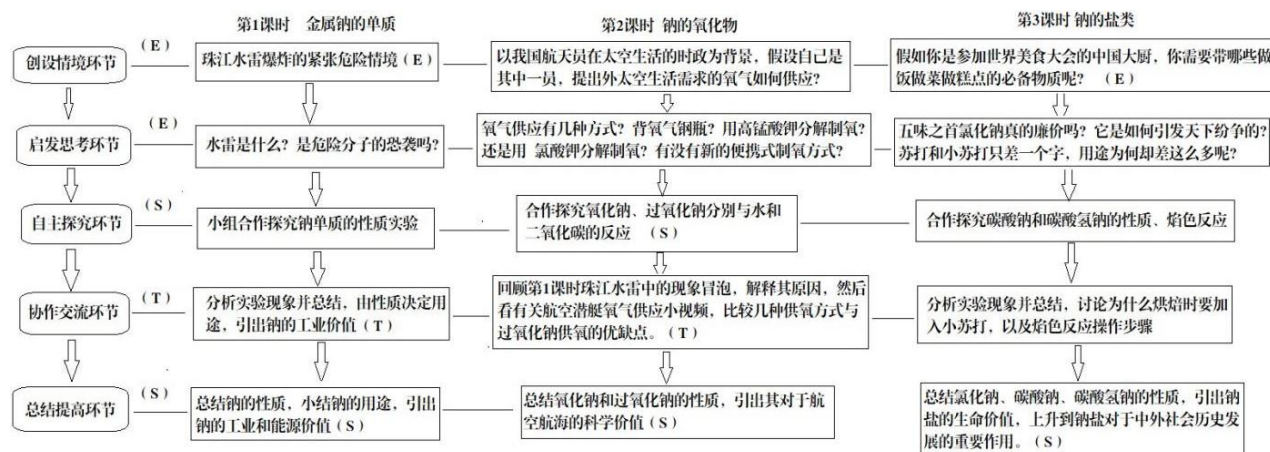 第1课时 金属钠的单质
第2课时 钠的氧化物
第3课时 钠的盐类
创设情境环节
(E)
珠江水雷爆炸的紧张危险情境(E)
以我国航天员在太空生活的时政为背景,假设自己是
其中一员,提出外太空生活需求的氧气如何供应?
假如你是参加世界美食大会的中国大厨,你需要带哪些做
饭做菜做糕点的必备物质呢? (E)
启发思考环节
(E)
水雷是什么?是危险分子的恐袭吗?
氧气供应有几种方式?背氧气钢瓶?用高锰酸钾分解制氧?
还是用 氯酸钾分解制氧?有没有新的便携式制氧方式?
五味之首氯化钠真的廉价吗?它是如何引发天下纷争的?
苏打和小苏打只差一个字,用途为何却差这么多呢?
自主探究环节
(S)
小组合作探究钠单质的性质实验
合作探究氧化钠、过氧化钠分别与水和
二氧化碳的反应 (S)
合作探究碳酸钠和碳酸氢钠的性质、焰色反应
协作交流环节
(T)
分析实验现象并总结,由性质决定用
途,引出钠的工业价值(T)
回顾第1课时珠江水雷中的现象冒泡,解释其原因,然后
看有关航空潜艇氧气供应小视频,比较几种供氧方式与
过氧化钠供氧的优缺点。(T)
分析实验现象并总结,讨论为什么烘焙时要加
入小苏打,以及焰色反应操作步骤
总结提高环节
(S)
总结钠的性质,小结钠的用途,引出
钠的工业和能源价值(S)
总结氧化钠和过氧化钠的性质,引出其对于航
空航海的科学价值(S)
总结氯化钠、碳酸钠、碳酸氢钠的性质,引出钠
盐的生命价值,上升到钠盐对于中外社会历史发
展的重要作用。(S)